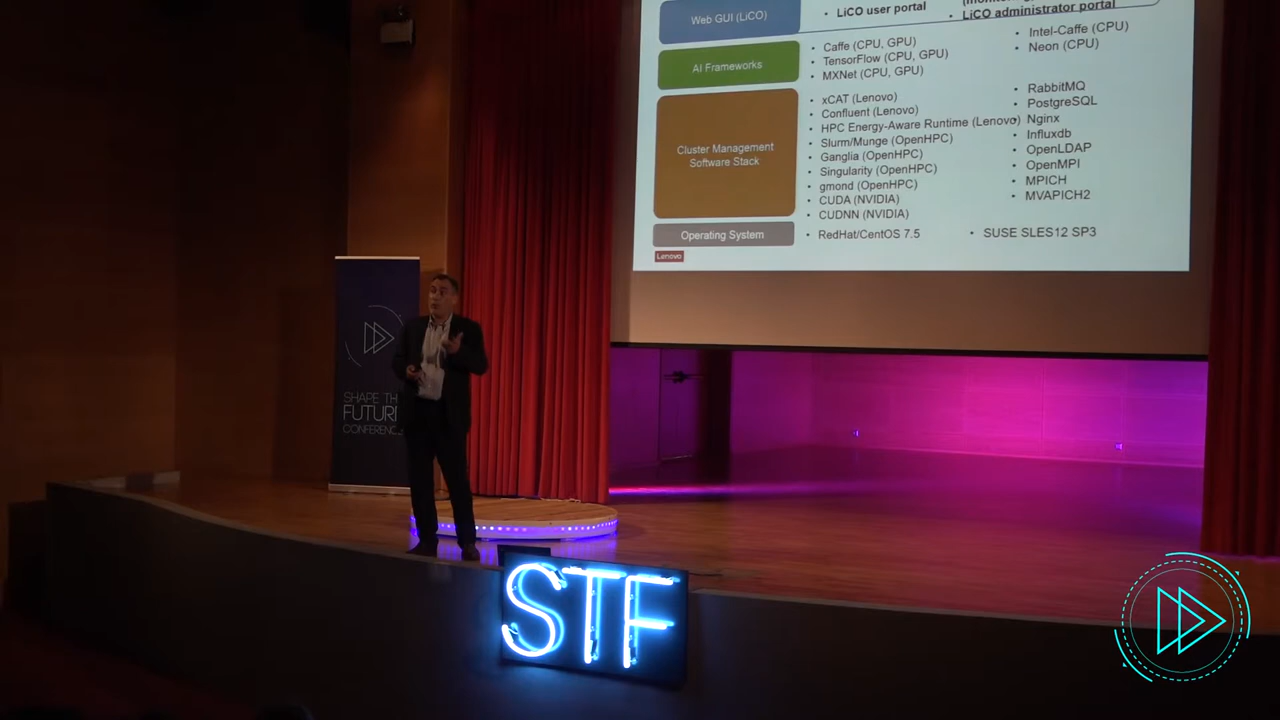 Web GUI (LiCO)
• LiCO user portal
• LiCO administrator portal
AI Frameworks
• Caffe (CPU, GPU)
• TensorFlow (CPU, GPU)
• MXNet (CPU, GPU)
• Intel-Caffe (CPU)
• Neon (CPU)
Cluster Management
Software Stack
• xCAT (Lenovo)
• Confluent (Lenovo)
• HPC Energy-Aware Runtime (Lenovo)
• Slurm/Munge (OpenHPC)
• Ganglia (OpenHPC)
• Singularity (OpenHPC)
• gmond (OpenHPC)
• CUDA (NVIDIA)
• CUDNN (NVIDIA)
• RabbitMQ
• PostgreSQL
• Nginx
• Influxdb
• OpenLDAP
• OpenMPI
• MPICH
• MVAPICH2
Operating System
• RedHat/CentOS 7.5
• SUSE SLES12 SP3
Lenovo
SHAPE TH
FUTUR
CONFERENC
STF